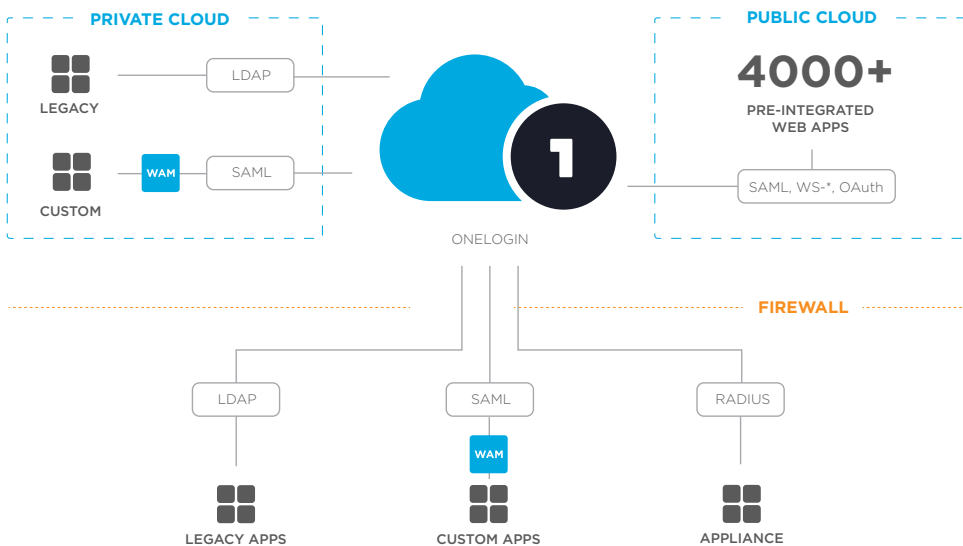 PRIVATE CLOUD
LEGACY
LDAP
CUSTOM
WAM
SAML
1
ONELOGIN
PUBLIC CLOUD
4000+
PRE-INTEGRATED
WEB APPS
SAML, WS-*, OAuth
FIREWALL
LDAP
SAML
RADIUS
WAM
LEGACY APPS
CUSTOM APPS
APPLIANCE